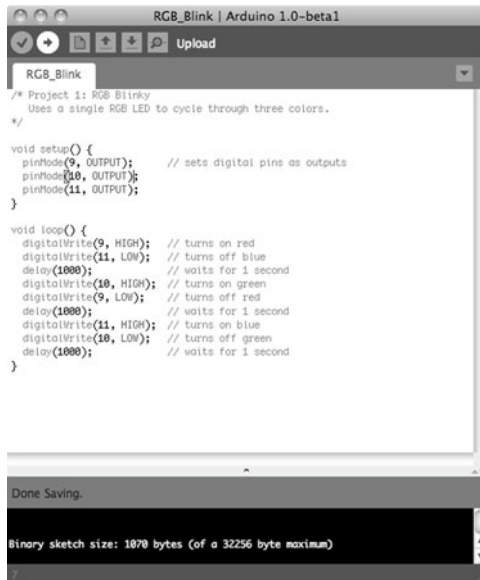 RGB_Blink | Arduino 1.0-beta1
Upload
RGB_Blink
/* Project 1: RGB Blinky
Uses a single RGB LED to cycle through three colors.
*/
void setup() {
pinMode(9, OUTPUT); // sets digital pins as outputs
pinMode(10, OUTPUT);
pinMode(11, OUTPUT);
}
void loop() {
digitalWrite(9, HIGH); // turns on red
digitalWrite(11, LOW); // turns off blue
delay(1000); // waits for 1 second
digitalWrite(10, HIGH); // turns on green
digitalWrite(9, LOW); // turns off red
delay(1000); // waits for 1 second
digitalWrite(11, HIGH); // turns on blue
digitalWrite(10, LOW); // turns off green
delay(1000); // waits for 1 second
}
Done Saving.
Binary sketch size: 1070 bytes (of a 32256 byte maximum)
7